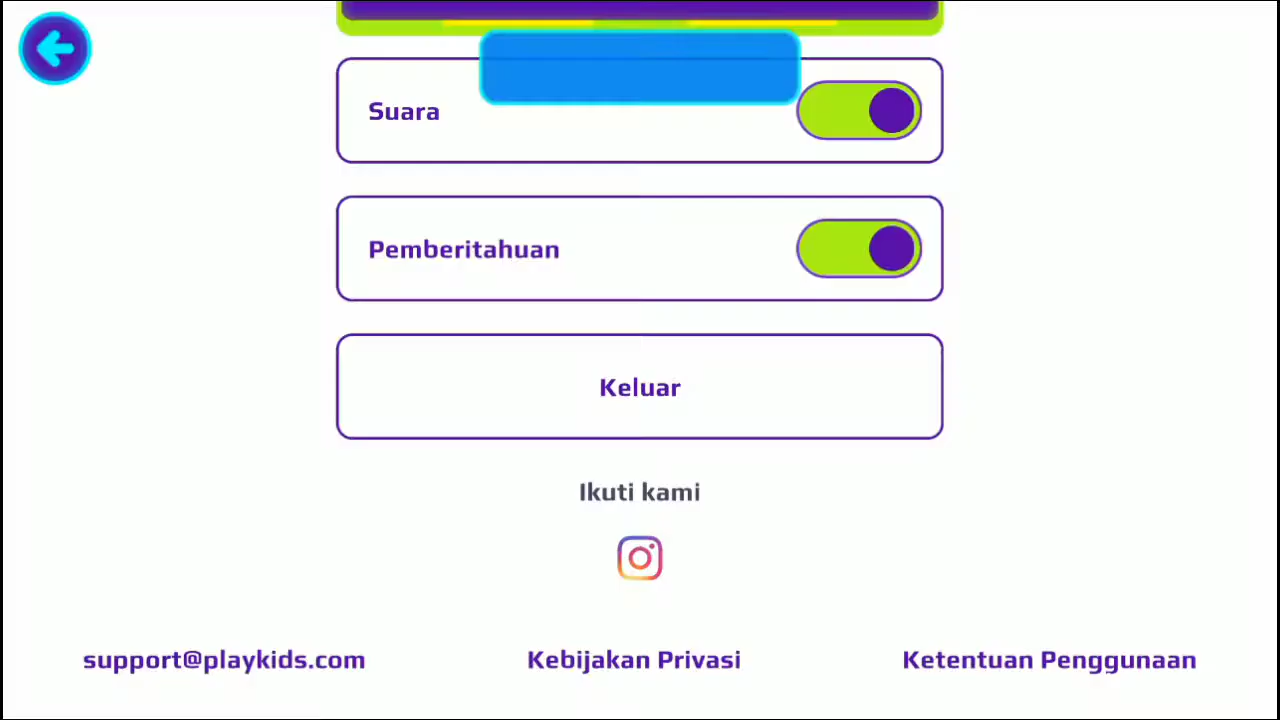 Suara
Pemberitahuan
Keluar
Ikuti kami
support@playkids.com
Kebijakan Privasi
Ketentuan Penggunaan